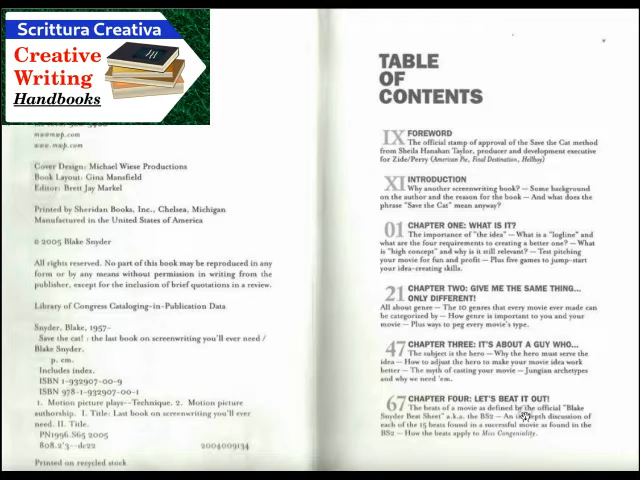 Scrittura Creativa
Creative
Writing
Handbooks
mw@mwp.com
www. mwp.com
Cover Design: Michael Wiese Productions
Book Layout: Gina Mansfield
Editor: Brett Jay Markel
Printed by Sheridan Books, Inc., Chelsea, Michigan
Manufactured in the United States of America
© 2005 Blake Snyder
All rights reserved. No part of this book may be reproduced in any
form or by any means without permission in writing from the
publisher, except for the inclusion of brief quotations in a review.
Library of Congress Cataloging-in-Publication Data
Snyder, Blake, 1957-
Save the cat! : the last book on screenwriting you'll ever need /
Blake Snyder.
p. cm.
Includes index.
ISBN 1-932907-00-9
ISBN 978-1-932907-00-1
1. Motion picture plays--Technique. 2. Motion picture
authorship. I. Title: Last book on screenwriting you'll ever
need. II. Title.
PN1996.S65 2005
808.2'3--dc22 2004009134
Printed on recycled stock
TABLE
OF
CONTENTS
IX FOREWORD
The official stamp of approval of the Save the Cat method
from Sheila Hanahan Taylor, producer and development executive
for Zide/Perry (American Pie, Final Destination, Hellboy)
XI INTRODUCTION
Why another screenwriting book? — Some background
on the author and the reason for the book — And what does the
phrase "Save the Cat" mean anyway?
01 CHAPTER ONE: WHAT IS IT?
The importance of "the idea" — What is a "logline" and
what are the four requirements to creating a better one? — What
is "high concept" and why is it still relevant? — Test pitching
your movie for fun and profit — Plus five games to jump-start
your idea-creating skills.
21 CHAPTER TWO: GIVE ME THE SAME THING...
ONLY DIFFERENT!
All about genre — The 10 genres that every movie ever made can
be categorized by — How genre is important to you and your
movie — Plus ways to peg every movie's type.
47 CHAPTER THREE: IT'S ABOUT A GUY WHO...
The subject is the hero — Why the hero must serve the
idea — How to adjust the hero to make your movie idea work
better — The myth of casting your movie — Jungian archetypes
and why we need 'em.
67 CHAPTER FOUR: LET'S BEAT IT OUT!
The beats of a movie as defined by the official "Blake
Snyder Beat Sheet" a.k.a. the BS2 — An in-depth discussion of
each of the 15 beats found in a successful movie as found in the
BS2 — How the beats apply to Miss Congeniality.